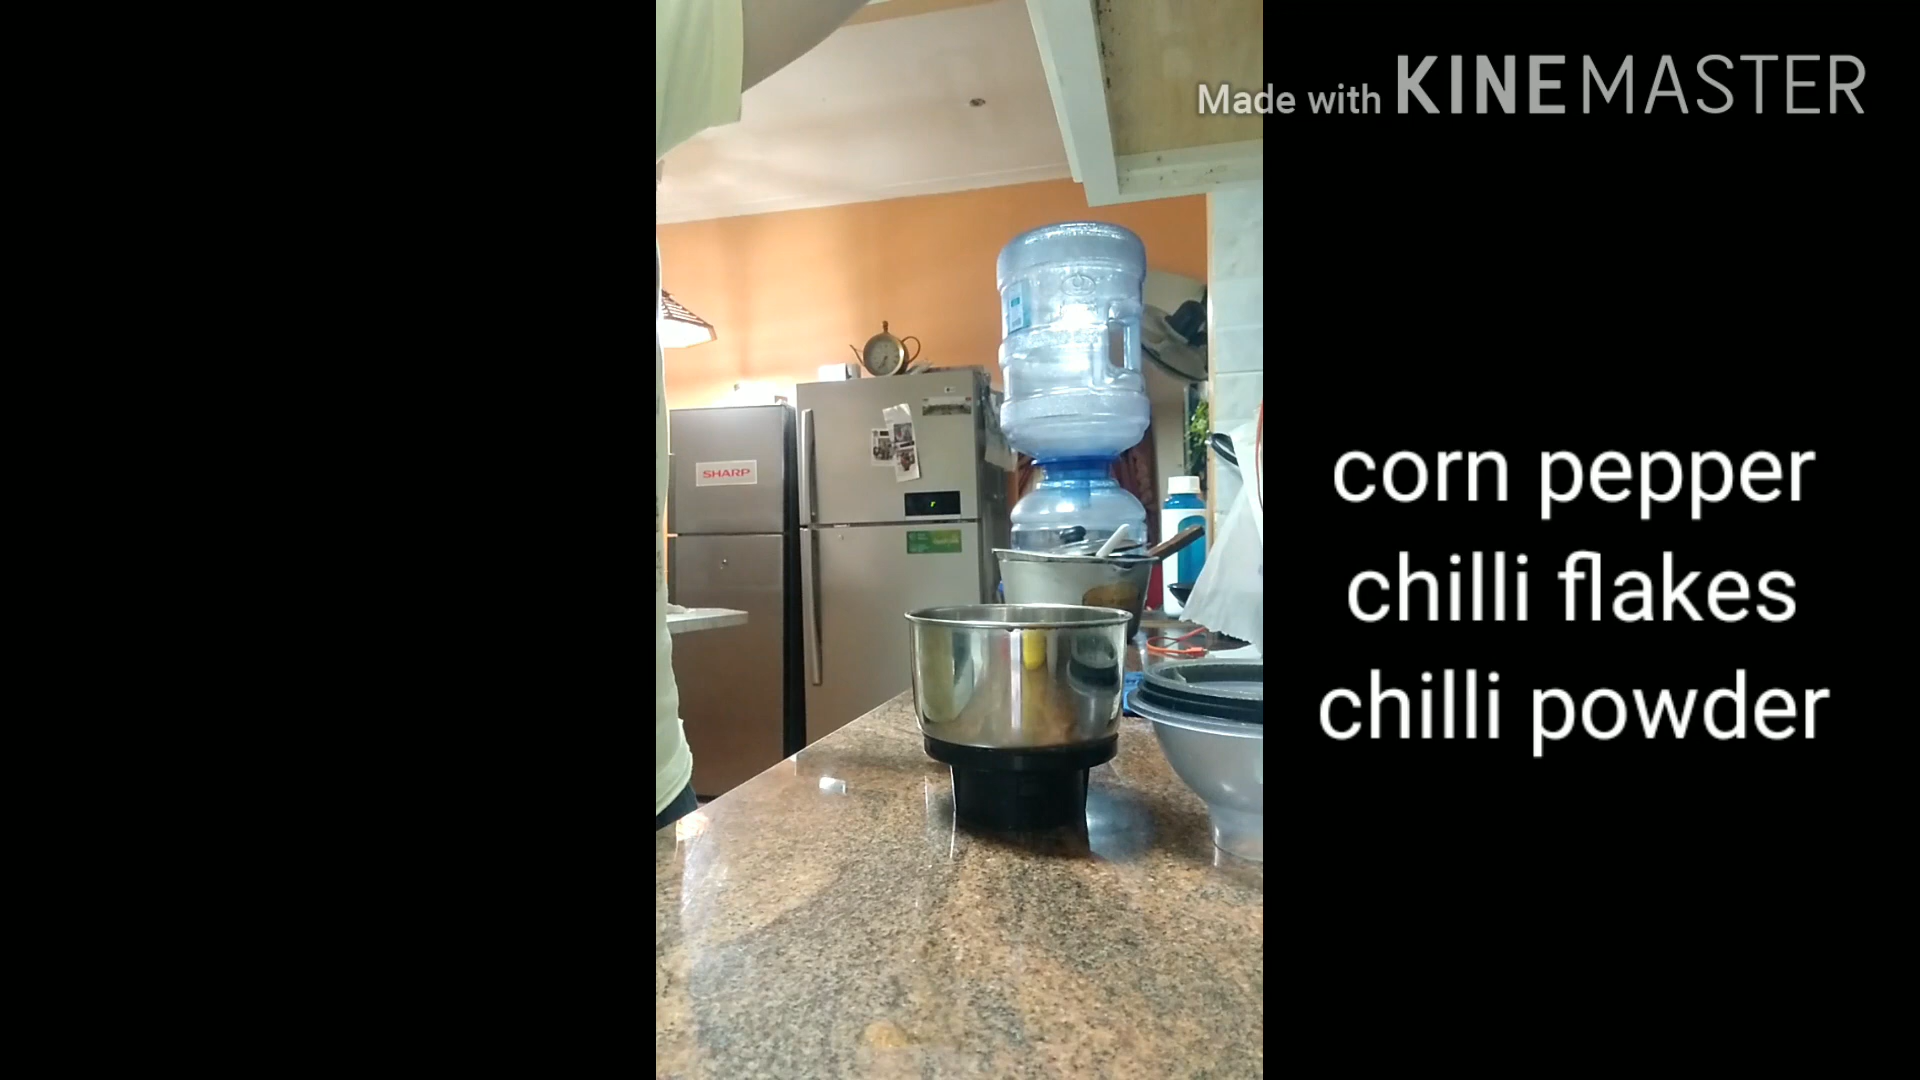 Made with KINEMASTER
SHARP
corn pepper
chilli flakes
chilli powder